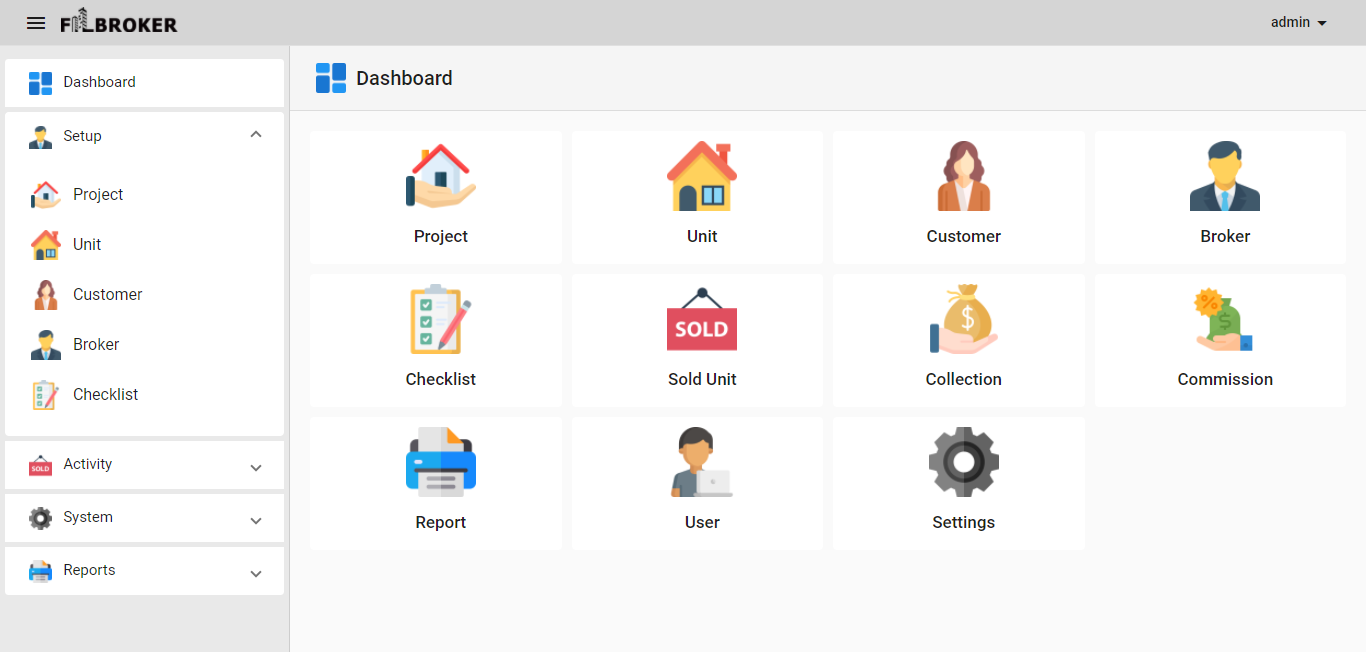 FILBROKER
admin
Dashboard
Setup
Project
Unit
Customer
Broker
Checklist
SOLD
Activity
System
Reports
Dashboard
Project
Unit
Customer
Broker
Checklist
SOLD
Sold Unit
$
Collection
%
$
Commission
Report
User
Settings